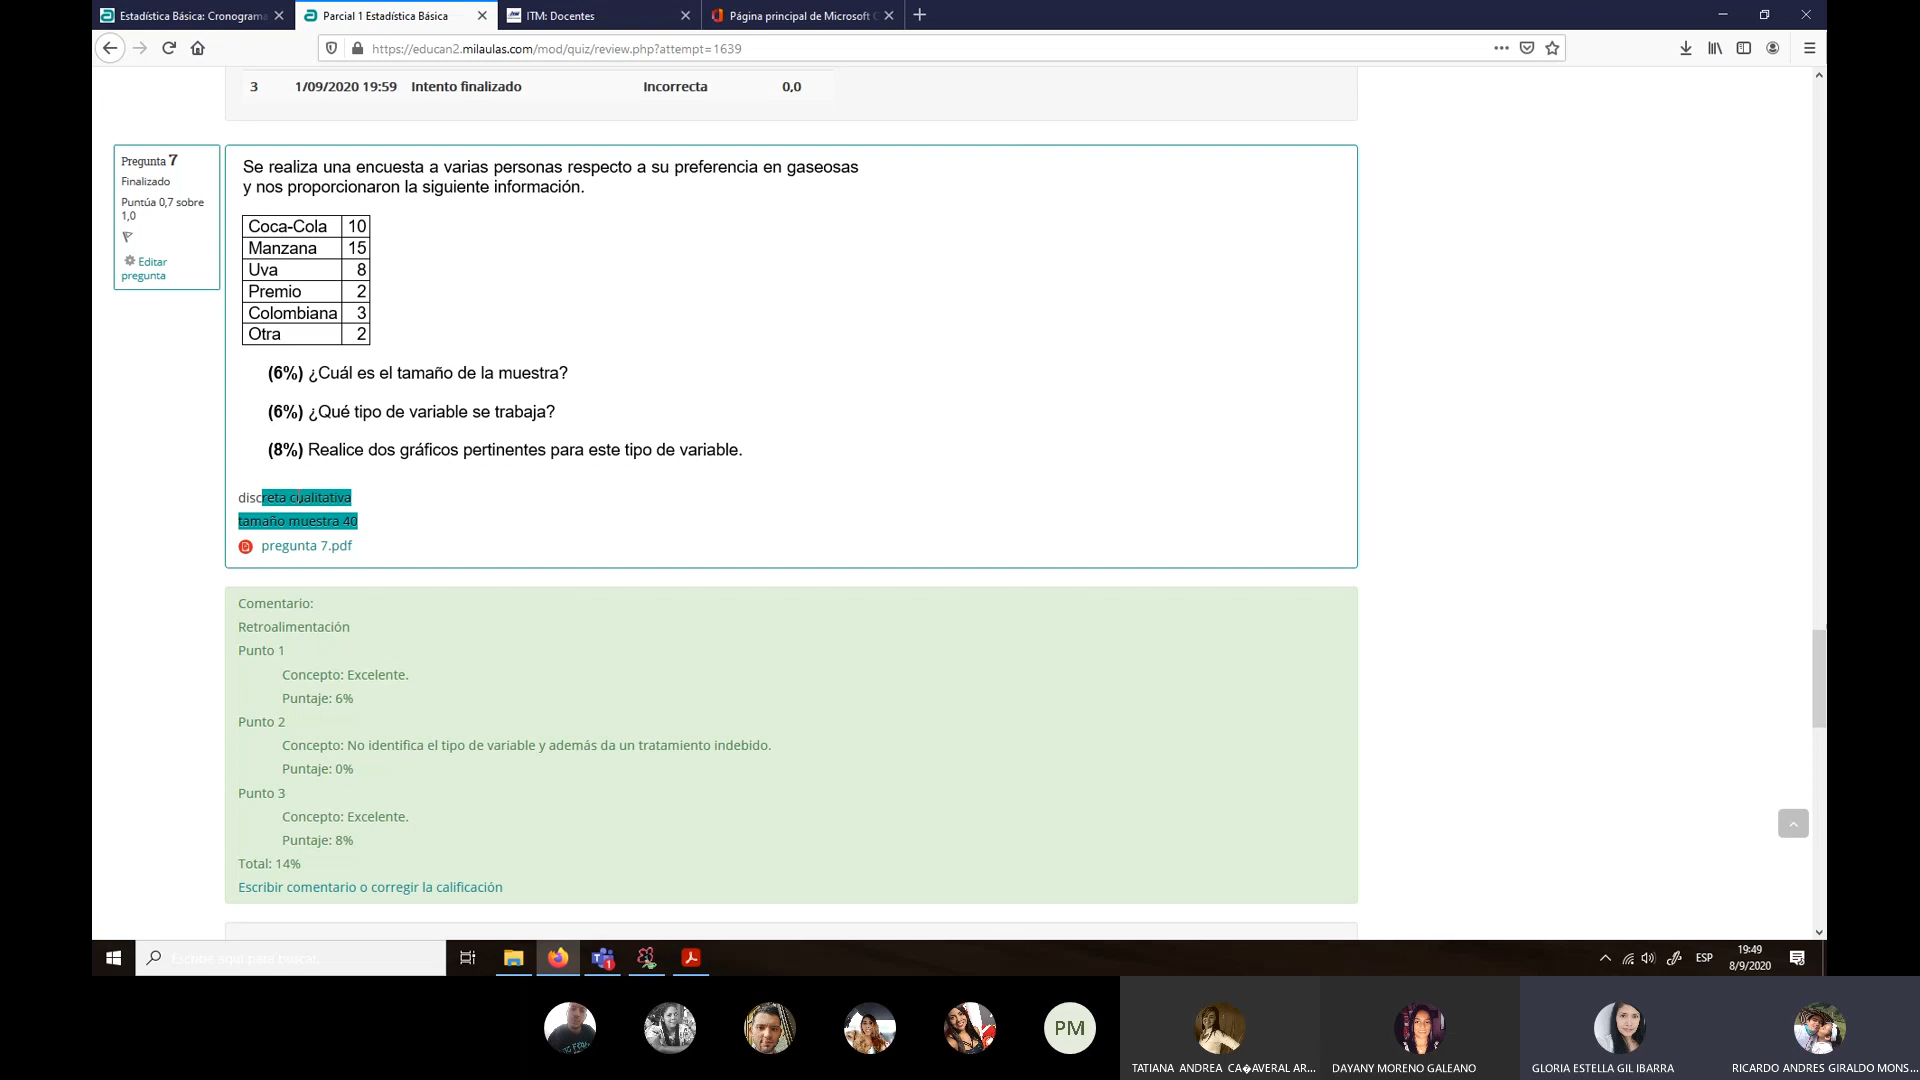 Estadística Básica: Cronograma
Parcial 1 Estadística Básica
ITM: Docentes
Página principal de Microsoft
https://educan2.milaulas.com/mod/quiz/review.php?attempt=1639
3 1/09/2020 19:59 Intento finalizado Incorrecta 0,0
Pregunta 7
Finalizado
Puntúa 0,7 sobre
1,0
Editar
pregunta
Se realiza una encuesta a varias personas respecto a su preferencia en gaseosas
y nos proporcionaron la siguiente información.
Coca-Cola 10
Manzana 15
Uva 8
Premio 2
Colombiana 3
Otra 2
(6%) ¿Cuál es el tamaño de la muestra?
(6%) ¿Qué tipo de variable se trabaja?
(8%) Realice dos gráficos pertinentes para este tipo de variable.
discreta cualitativa
tamaño muestra 40
pregunta 7.pdf
Comentario:
Retroalimentación
Punto 1
Concepto: Excelente.
Puntaje: 6%
Punto 2
Concepto: No identifica el tipo de variable y además da un tratamiento indebido.
Puntaje: 0%
Punto 3
Concepto: Excelente.
Puntaje: 8%
Total: 14%
Escribir comentario o corregir la calificación
Escribe aquí para buscar.
1
ESP
19:49
8/9/2020
PM
TATIANA ANDREA CA�AVERAL AR...
DAYANY MORENO GALEANO
GLORIA ESTELLA GIL IBARRA
RICARDO ANDRES GIRALDO MONS...